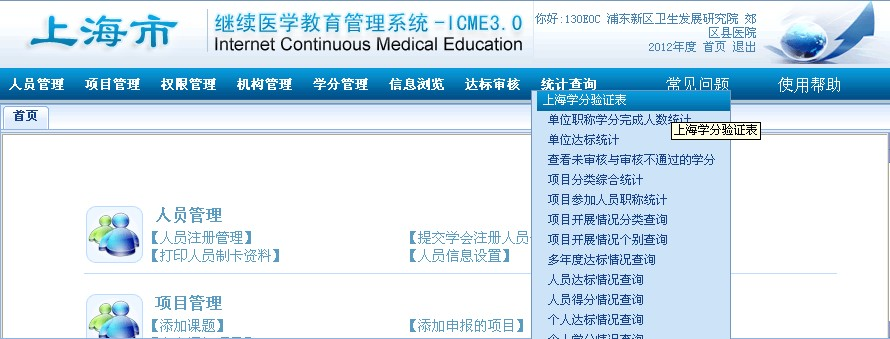 上海市
继续医学教育管理系统-ICME3.0
Internet Continuous Medical Education
你好:130E0C 浦东新区卫生发展研究院 郊
区县医院
2012年度 首页 退出
人员管理 项目管理 权限管理 机构管理 学分管理 信息浏览 达标审核 统计查询 常见问题 使用帮助
首页
上海学分验证表
单位职称学分完成人数统计
上海学分验证表
单位达标统计
查看未审核与审核不通过的学分
项目分类综合统计
项目参加人员职称统计
项目开展情况分类查询
项目开展情况个别查询
多年度达标情况查询
人员达标情况查询
人员得分情况查询
个人达标情况查询
个人学分情况查询
人员管理
【人员注册管理】 【提交学会注册人员
【打印人员制卡资料】 【人员信息设置】
项目管理
【添加课题】 【添加申报的项目】